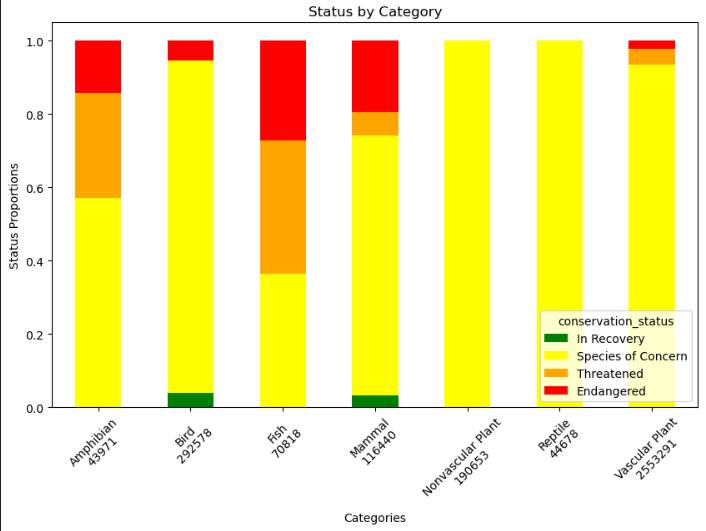 Status by Category
Status Proportions
1.0
0.8
0.6
0.4
0.2
0.0
conservation_status
In Recovery
Species of Concern
Threatened
Endangered
Amphibian
43971
Bird
292578
Fish
70818
Mammal
116440
Nonvascular Plant
190653
Reptile
44678
Vascular Plant
2553291
Categories